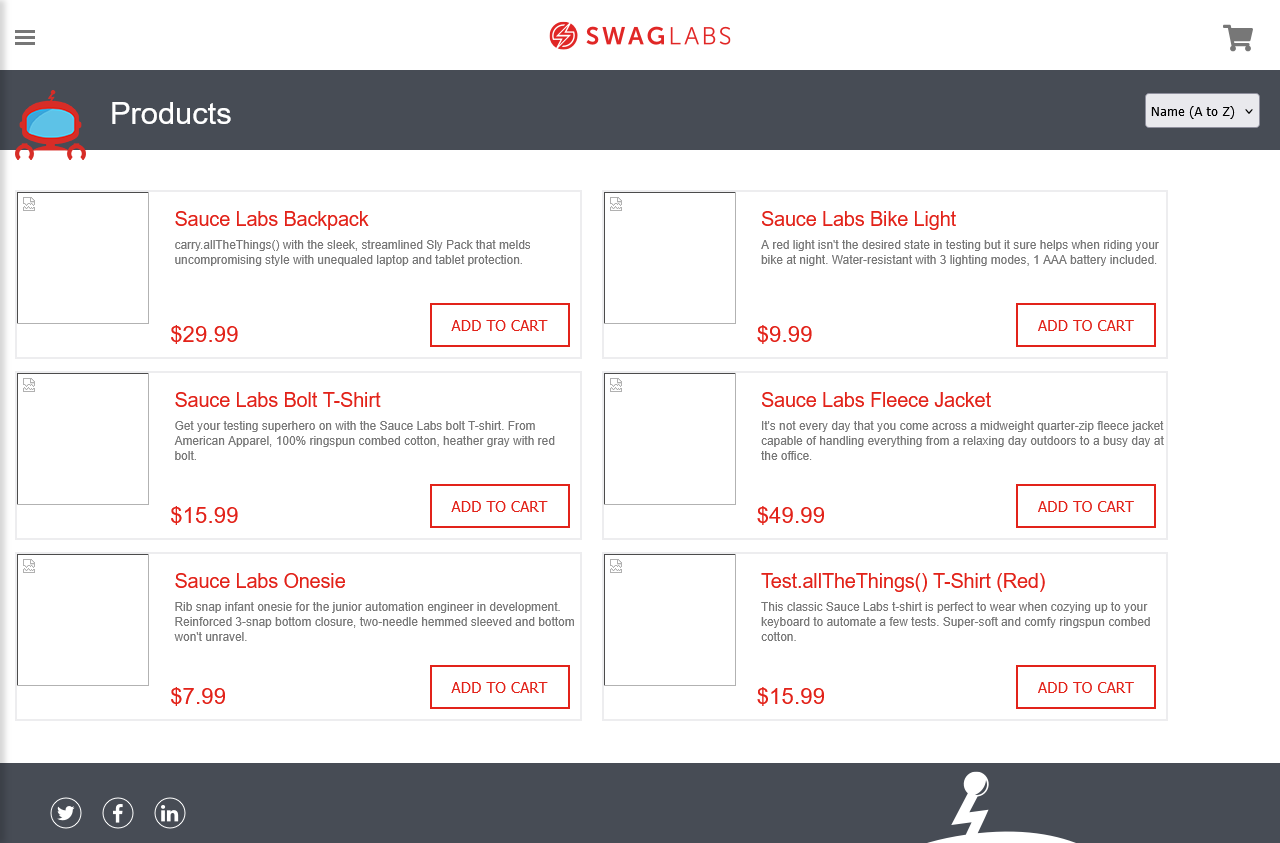 SWAGLABS
Products
Name (A to Z)
Sauce Labs Backpack
carry.allTheThings() with the sleek, streamlined Sly Pack that melds
uncompromising style with unequaled laptop and tablet protection.
$29.99
ADD TO CART
Sauce Labs Bike Light
A red light isn't the desired state in testing but it sure helps when riding your
bike at night. Water-resistant with 3 lighting modes, 1 AAA battery included.
$9.99
ADD TO CART
Sauce Labs Bolt T-Shirt
Get your testing superhero on with the Sauce Labs bolt T-shirt. From
American Apparel, 100% ringspun combed cotton, heather gray with red
bolt.
$15.99
ADD TO CART
Sauce Labs Fleece Jacket
It's not every day that you come across a midweight quarter-zip fleece jacket
capable of handling everything from a relaxing day outdoors to a busy day at
the office.
$49.99
ADD TO CART
Sauce Labs Onesie
Rib snap infant onesie for the junior automation engineer in development.
Reinforced 3-snap bottom closure, two-needle hemmed sleeved and bottom
won't unravel.
$7.99
ADD TO CART
Test.allTheThings() T-Shirt (Red)
This classic Sauce Labs t-shirt is perfect to wear when cozying up to your
keyboard to automate a few tests. Super-soft and comfy ringspun combed
cotton.
$15.99
ADD TO CART